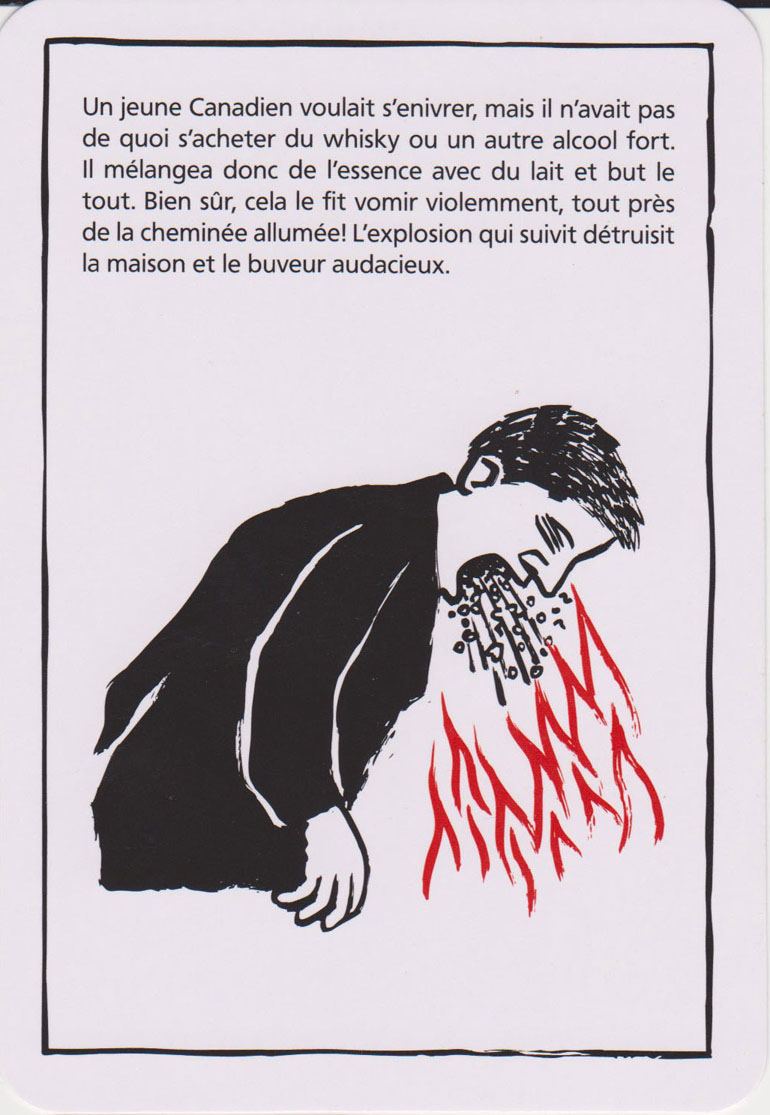 Un jeune Canadien voulait s'enivrer, mais il n'avait pas
de quoi s'acheter du whisky ou un autre alcool fort.
Il mélangea donc de l'essence avec du lait et but le
tout. Bien sûr, cela le fit vomir violemment, tout près
de la cheminée allumée! L'explosion qui suivit détruisit
la maison et le buveur audacieux.